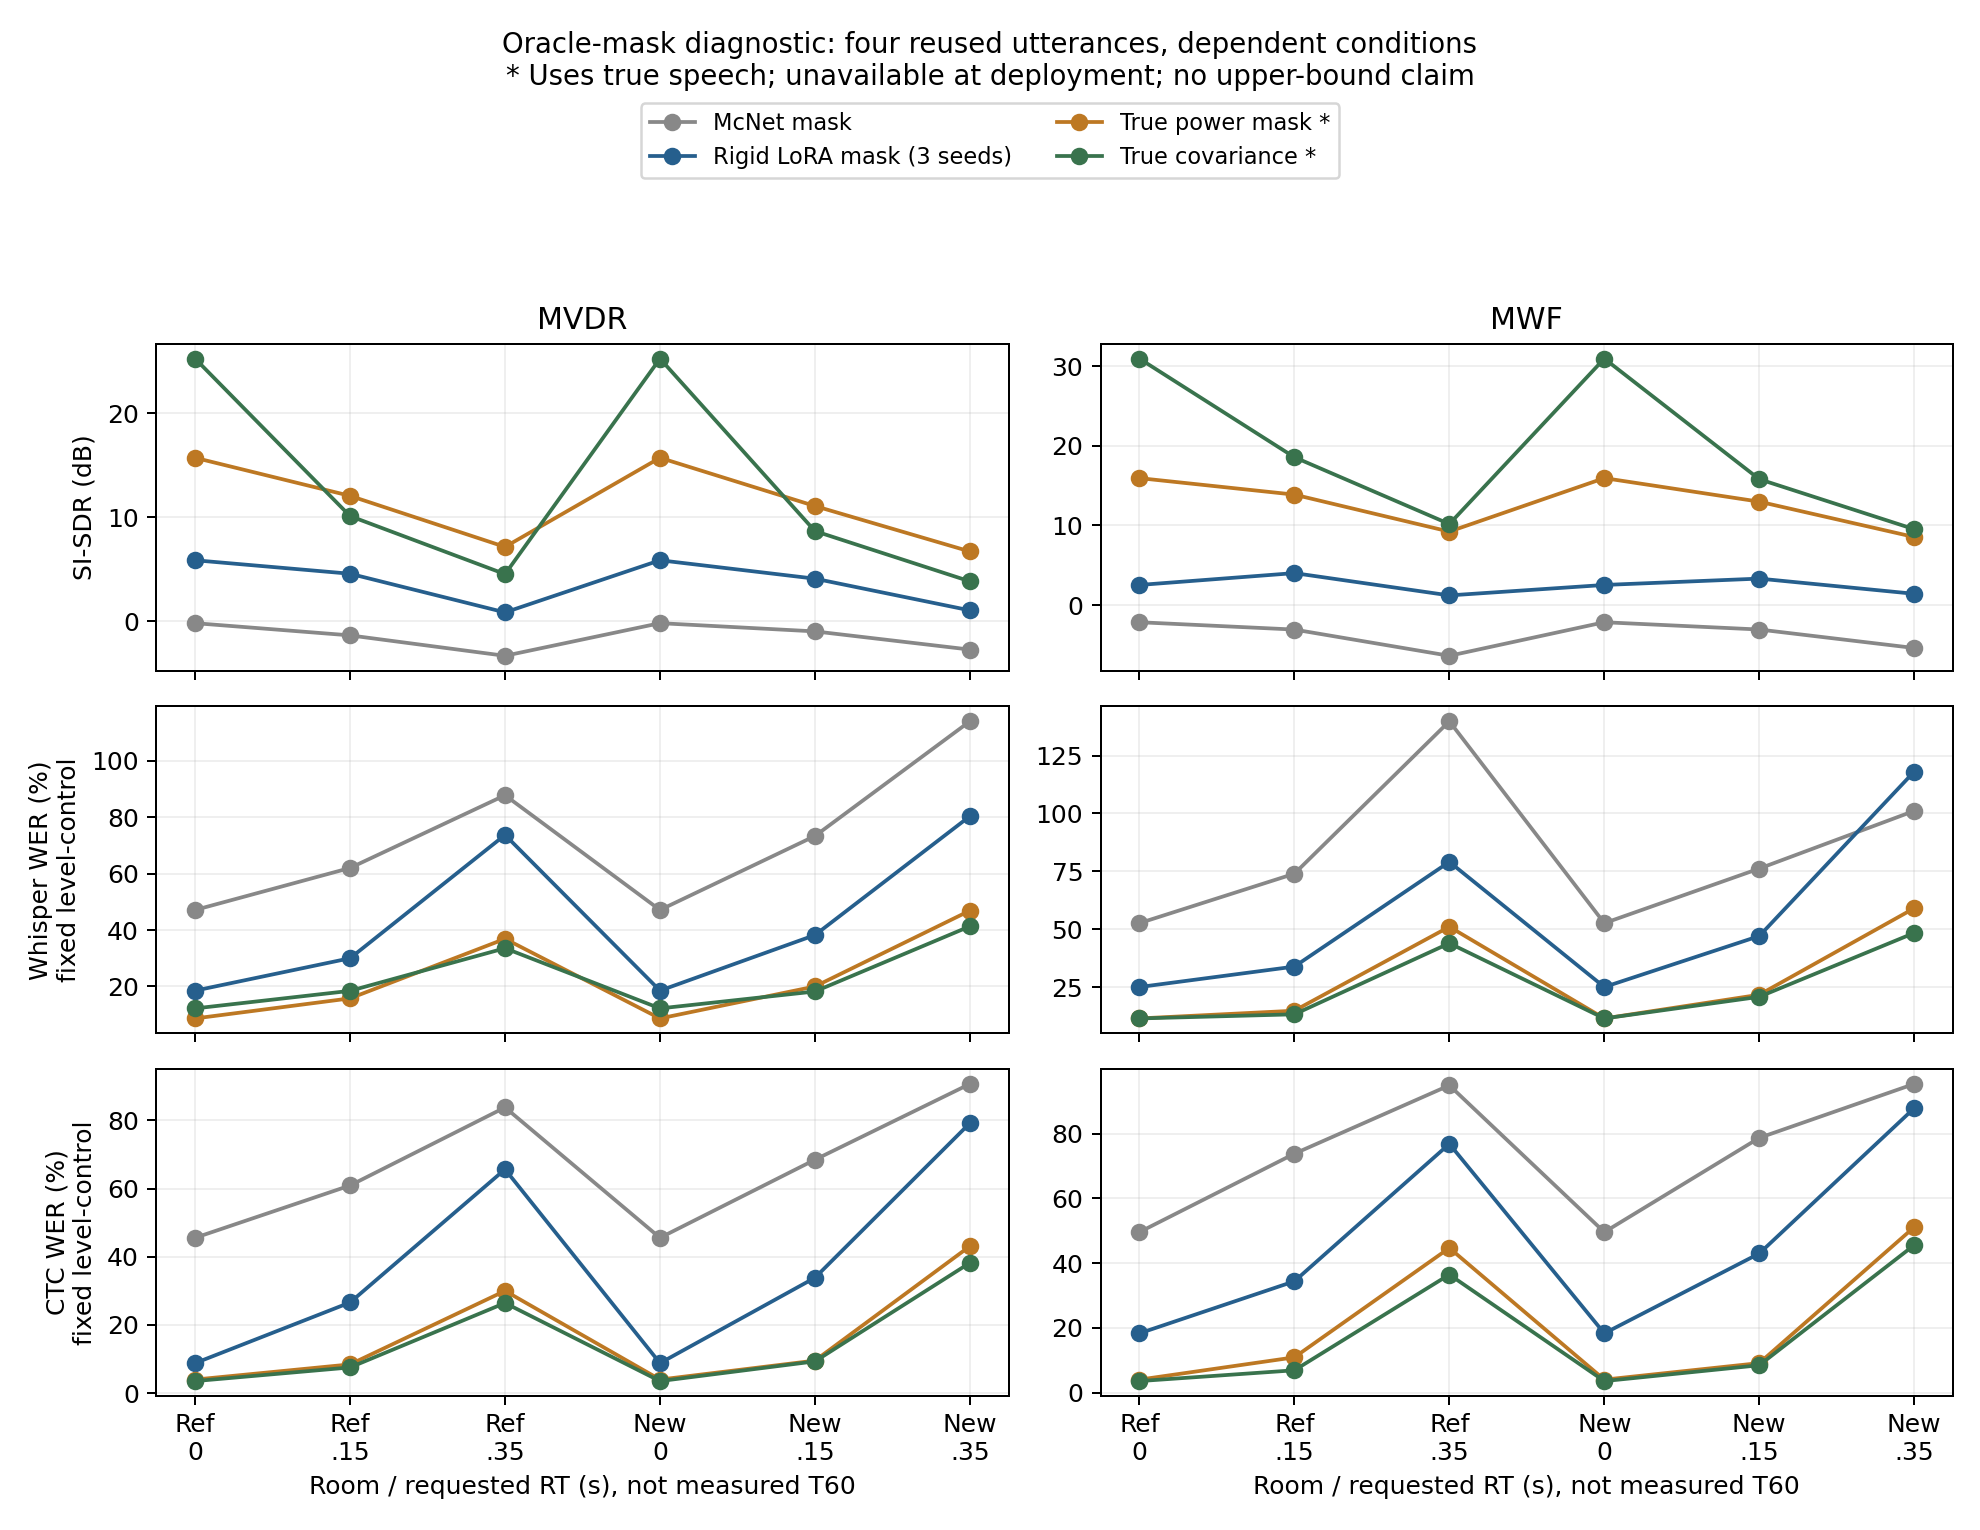 Oracle-mask diagnostic: four reused utterances, dependent conditions
* Uses true speech; unavailable at deployment; no upper-bound claim
McNet mask
Rigid LoRA mask (3 seeds)
True power mask *
True covariance *
MVDR
SI-SDR (dB)
20
10
0
MWF
30
20
10
0
Whisper WER (%)
fixed level-control
100
80
60
40
20
125
100
75
50
25
CTC WER (%)
fixed level-control
80
60
40
20
0
Ref Ref Ref New New New
0 .15 .35 0 .15 .35
Room / requested RT (s), not measured T60
80
60
40
20
0
Ref Ref Ref New New New
0 .15 .35 0 .15 .35
Room / requested RT (s), not measured T60